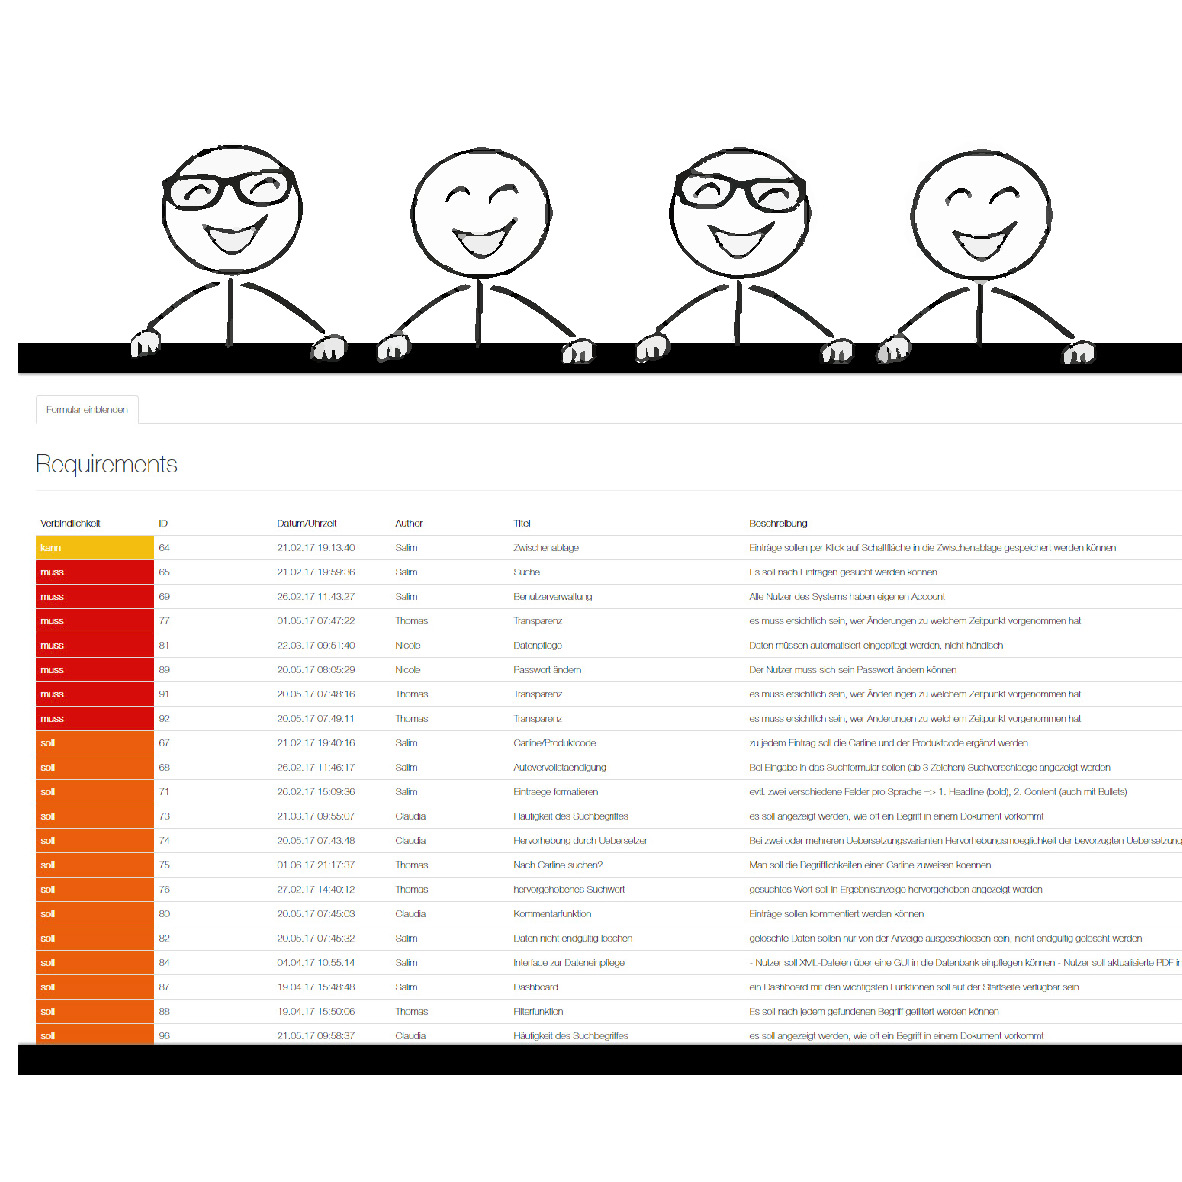 Formular einblenden
Requirements
Verbindlichkeit ID Datum/Uhrzeit Author Titel Beschreibung
kann 64 21.02.17 19:13:40 Salim Zwischenablage Einträge sollen per Klick auf Schaltfläche in die Zwischenablage gespeichert werden können
muss 65 21.02.17 19:59:36 Salim Suche Es soll nach Einträgen gesucht werden können
muss 69 26.02.17 11:43:27 Salim Benutzerverwaltung Alle Nutzer des Systems haben eigenen Account
muss 77 01.05.17 07:47:22 Thomas Transparenz es muss ersichtlich sein, wer Änderungen zu welchem Zeitpunkt vorgenommen hat
muss 81 22.03.17 09:51:40 Nicole Datenpflege Daten müssen automatisiert eingepflegt werden, nicht händisch
muss 89 20.05.17 08:05:29 Nicole Passwort ändern Der Nutzer muss sich sein Passwort ändern können
muss 91 20.05.17 07:48:16 Thomas Transparenz es muss ersichtlich sein, wer Änderungen zu welchem Zeitpunkt vorgenommen hat
muss 92 20.05.17 07:49:11 Thomas Transparenz es muss ersichtlich sein, wer Änderungen zu welchem Zeitpunkt vorgenommen hat
soll 67 21.02.17 19:40:16 Salim Carline/Produktcode zu jedem Eintrag soll die Carline und der Produktcode ergänzt werden
soll 68 26.02.17 11:46:17 Salim Autovervollstaendigung Bei Eingabe in das Suchformular sollen (ab 3 Zeichen) Suchvorschlaege angezeigt werden
soll 71 26.02.17 15:09:36 Salim Eintraege formatieren evtl. zwei verschiedene Felder pro Sprache --> 1. Headline (bold), 2. Content (auch mit Bullets)
soll 73 21.03.17 09:55:07 Claudia Häufigkeit des Suchbegriffes es soll angezeigt werden, wie oft ein Begriff in einem Dokument vorkommt
soll 74 20.05.17 07:43:48 Claudia Hervorhebung durch Uebersetzer Bei zwei oder mehreren Uebersetzungsvarianten Hervorhebungsmoeglichkeit der bevorzugten Uebersetzung
soll 75 01.06.17 21:17:37 Thomas Nach Carline suchen? Man soll die Begrifflichkeiten einer Carline zuweisen koennen
soll 76 27.02.17 14:40:12 Thomas hervorgehobenes Suchwort gesuchtes Wort soll in Ergebnisanzeige hervorgehoben angezeigt werden
soll 80 20.05.17 07:45:03 Claudia Kommentarfunktion Einträge sollen kommentiert werden können
soll 82 20.05.17 07:45:32 Salim Daten nicht endgültig löschen gelöschte Daten sollen nur von der Anzeige ausgeschlossen sein, nicht endgültig gelöscht werden
soll 84 04.04.17 10:55:14 Salim Interface zur Dateneinpflege - Nutzer soll XML-Dateien über eine GUI in die Datenbank einpflegen können - Nutzer soll aktualisierte PDF in
soll 87 19.04.17 15:48:48 Salim Dashboard ein Dashboard mit den wichtigsten Funktionen soll auf der Startseite verfügbar sein
soll 88 19.04.17 15:50:06 Thomas Filterfunktion Es soll nach jedem gefundenen Begriff gefiltert werden können
soll 96 21.05.17 09:58:37 Claudia Häufigkeit des Suchbegriffes es soll angezeigt werden, wie oft ein Begriff in einem Dokument vorkommt